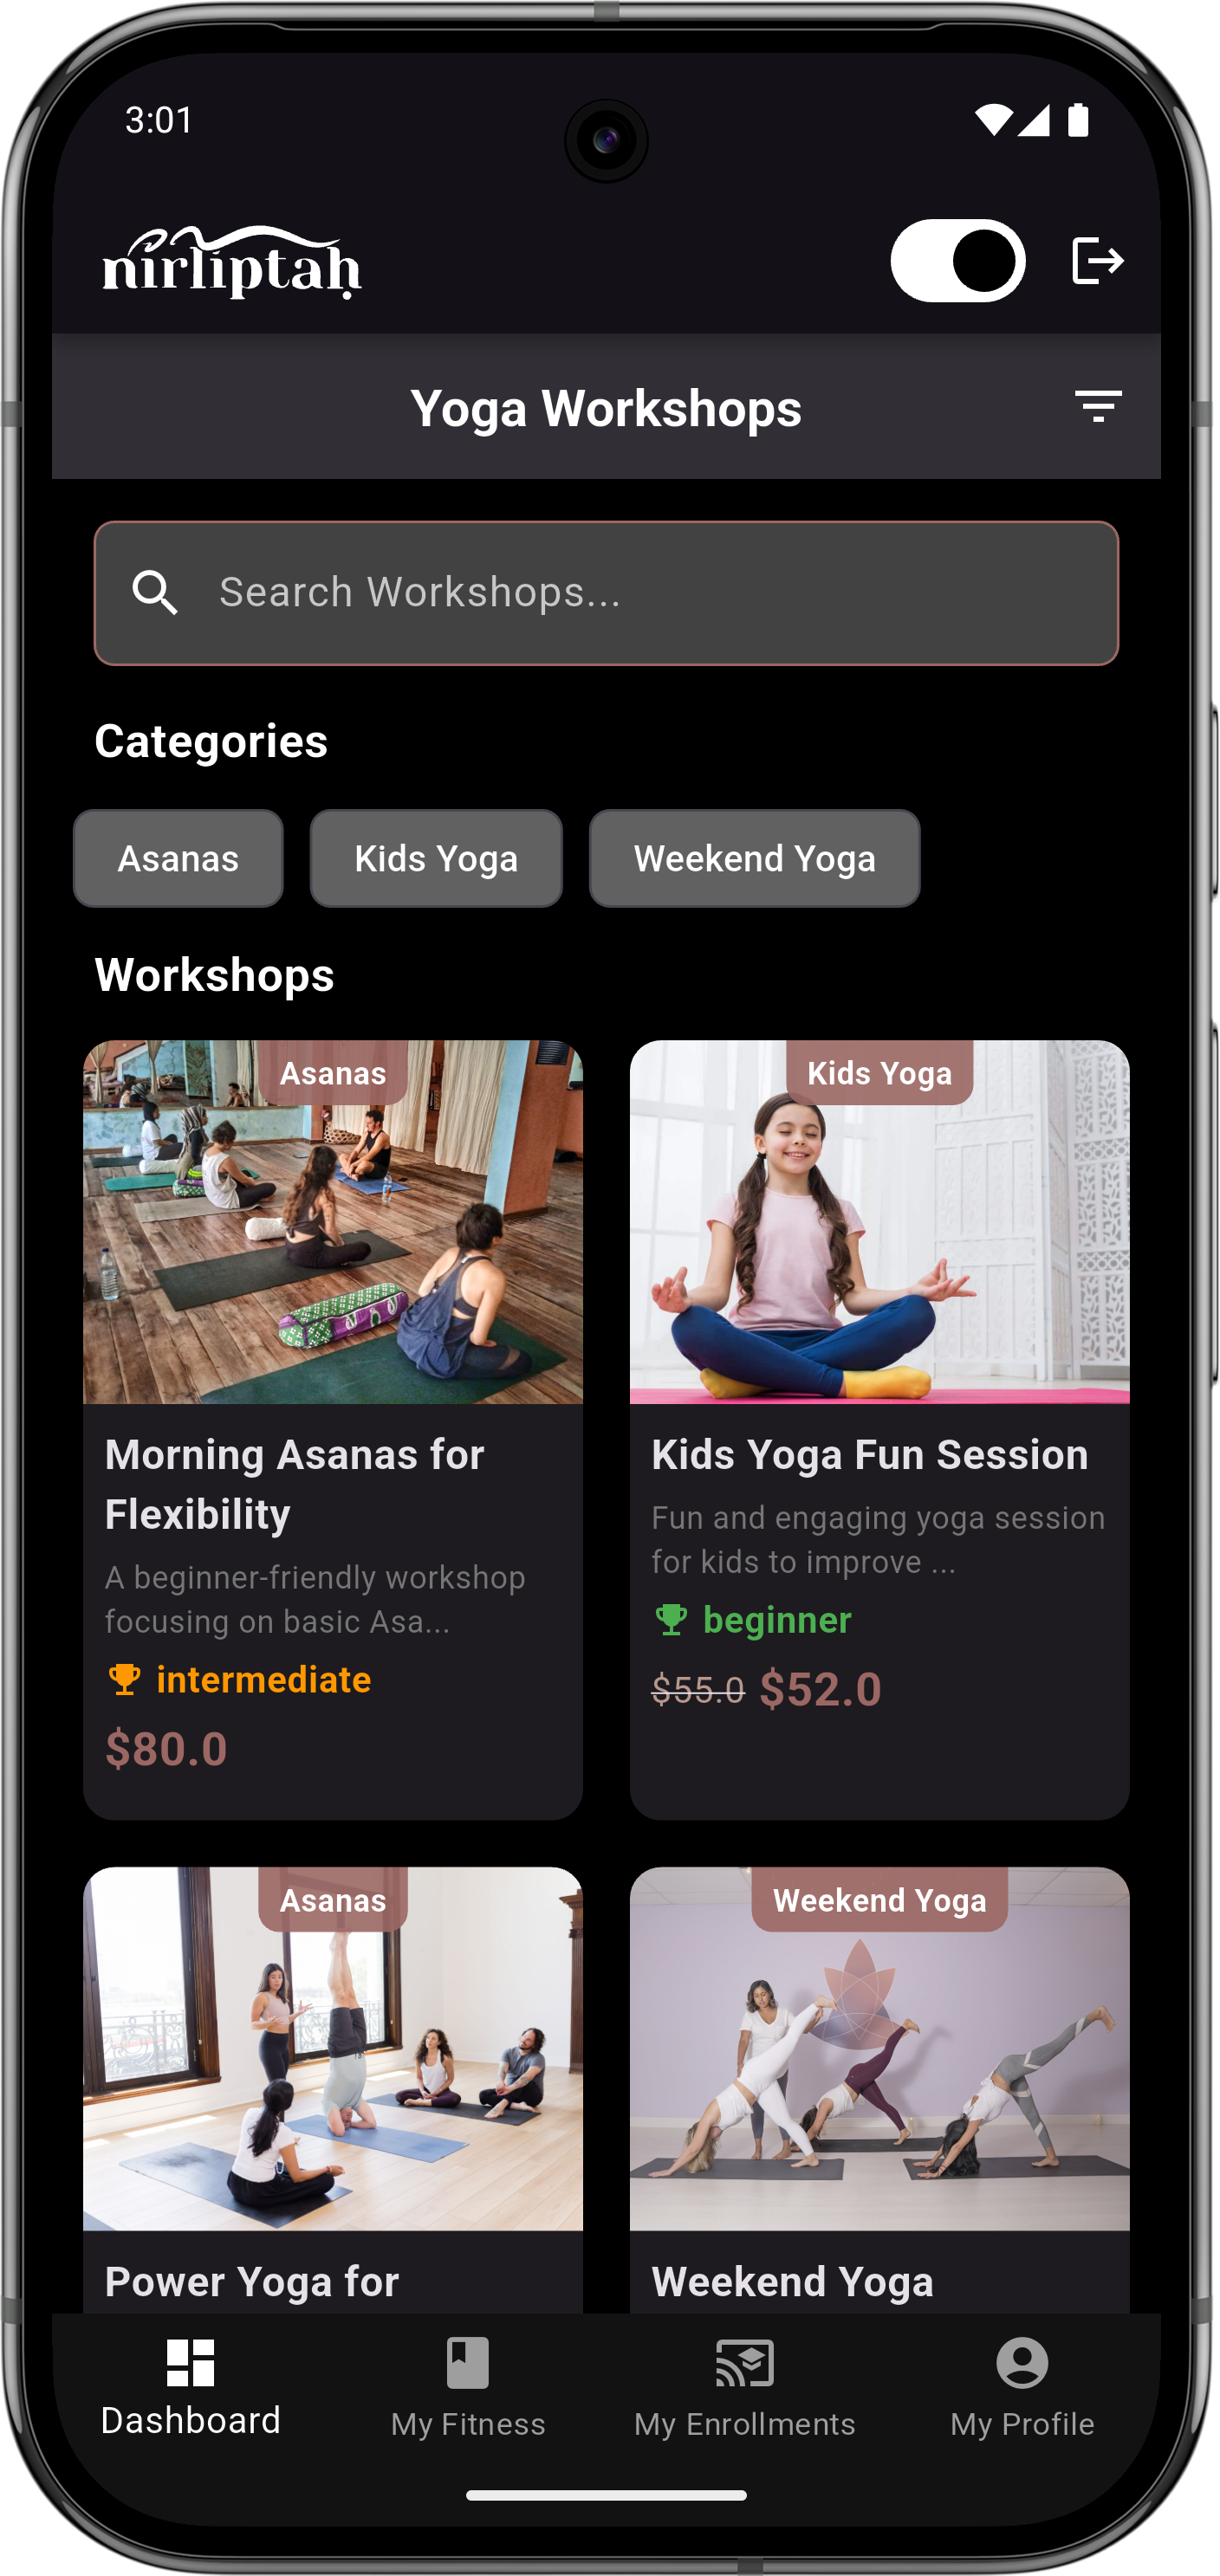 3:01
nirliptaḥ
Yoga Workshops
Search Workshops...
Categories
Asanas
Kids Yoga
Weekend Yoga
Workshops
Asanas
Morning Asanas for
Flexibility
A beginner-friendly workshop
focusing on basic Asa...
intermediate
$80.0
Kids Yoga
Kids Yoga Fun Session
Fun and engaging yoga session
for kids to improve ...
beginner
$55.0 $52.0
Asanas
Power Yoga for
Weekend Yoga
Weekend Yoga
Dashboard
My Fitness
My Enrollments
My Profile